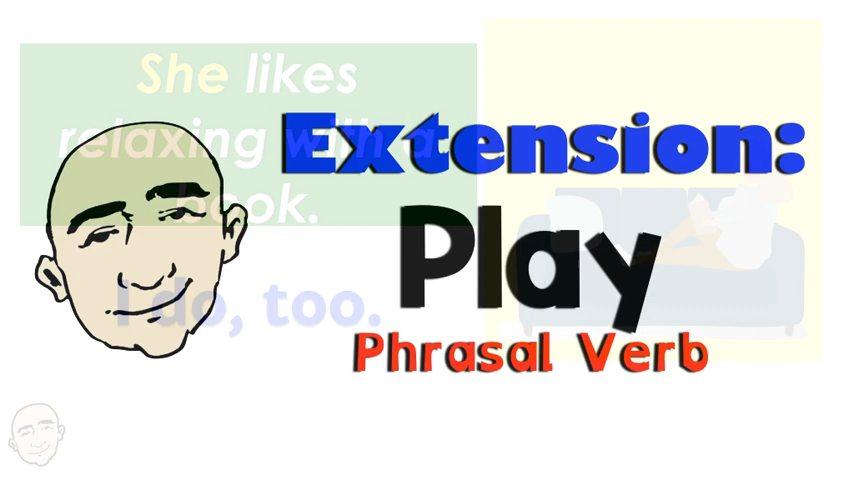 She likes
relaxing with a
book.
I do, too.
Extension:
Play
Phrasal Verb